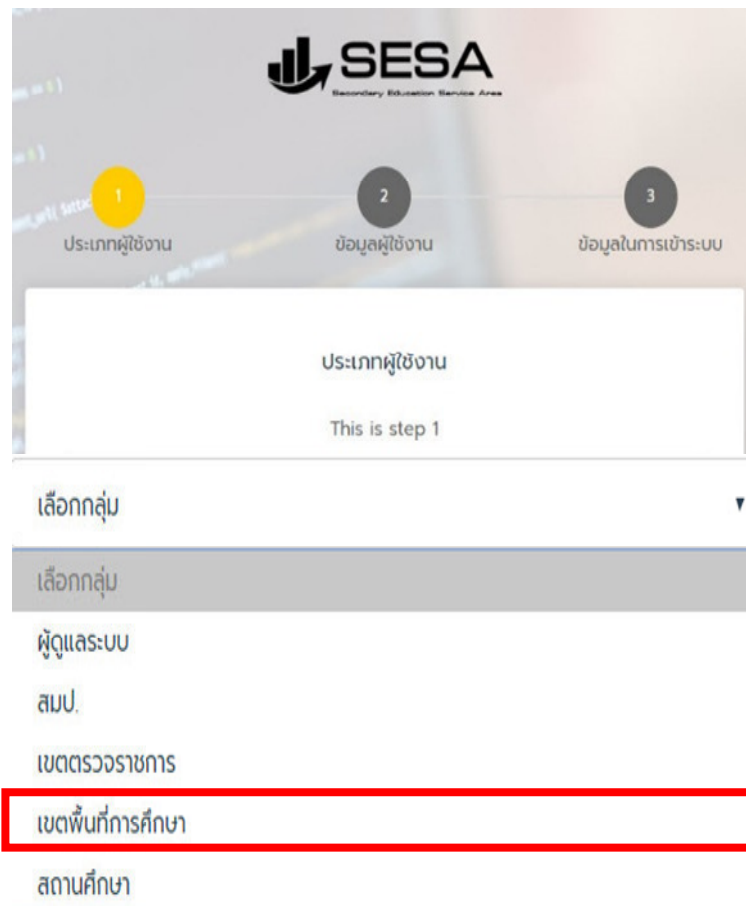 SESA
Secondary Education Service Area
1
2
3
ประเภทผู้ใช้งาน
ข้อมูลผู้ใช้งาน
ข้อมูลในการเข้าระบบ
ประเภทผู้ใช้งาน
This is step 1
เลือกกลุ่ม
เลือกกลุ่ม
ผู้ดูแลระบบ
สมป.
เขตตรวจราชการ
เขตพื้นที่การศึกษา
สถานศึกษา